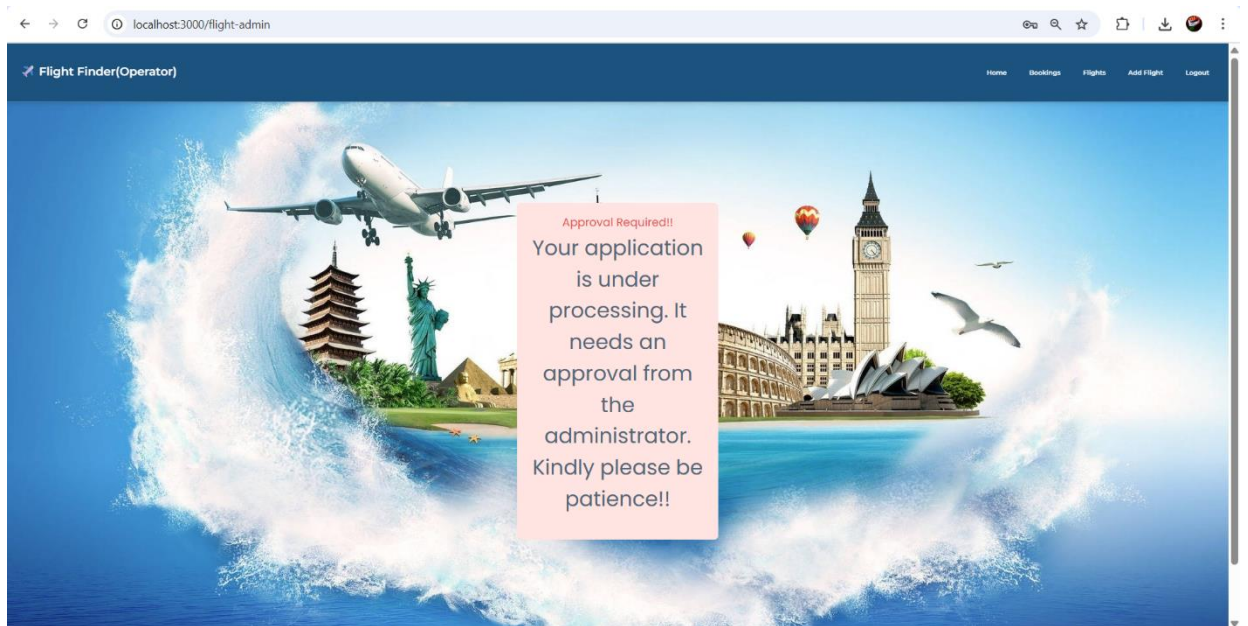 localhost:3000/flight-admin
Flight Finder(Operator)
Home Bookings Flights Add Flight Logout
Approval Required!!
Your application
is under
processing. It
needs an
approval from
the
administrator.
Kindly please be
patience!!